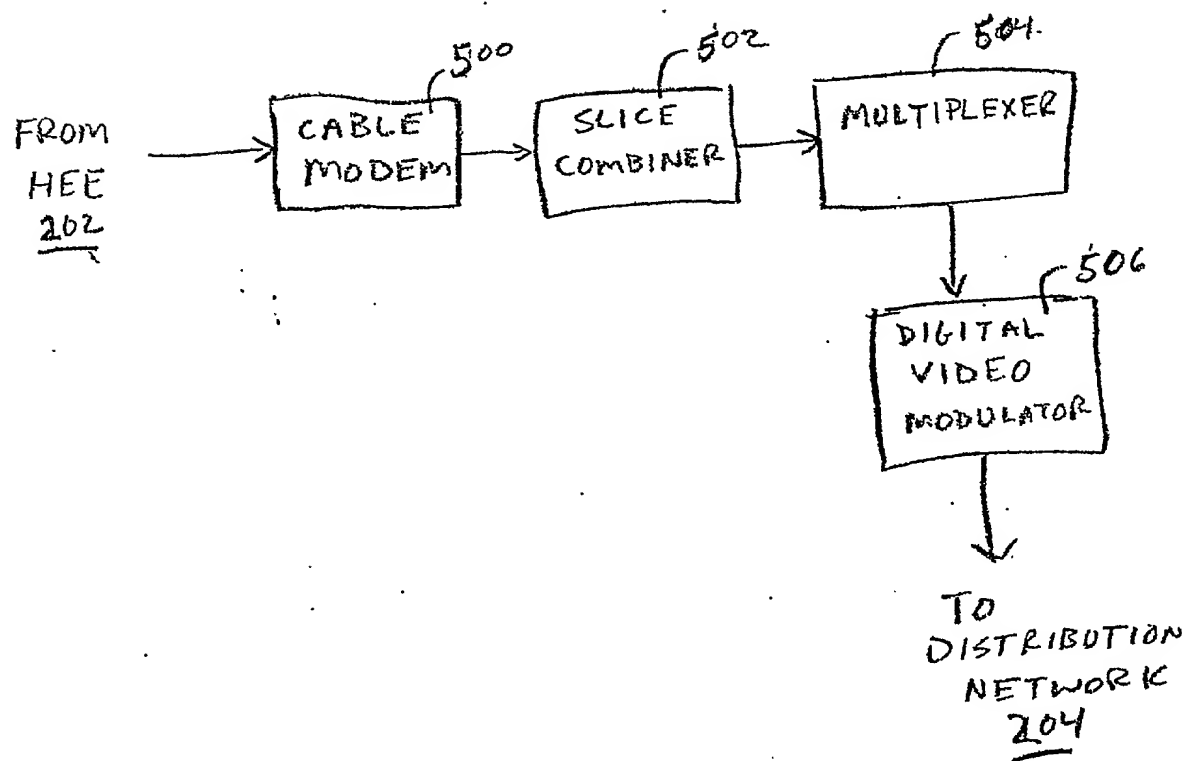 500
502
504.
FROM
HEE
202
CABLE
MODEM
SLICE
COMBINER
MULTIPLEXER
506
DIGITAL
VIDEO
MODULATOR
TO
DISTRIBUTION
NETWORK
204